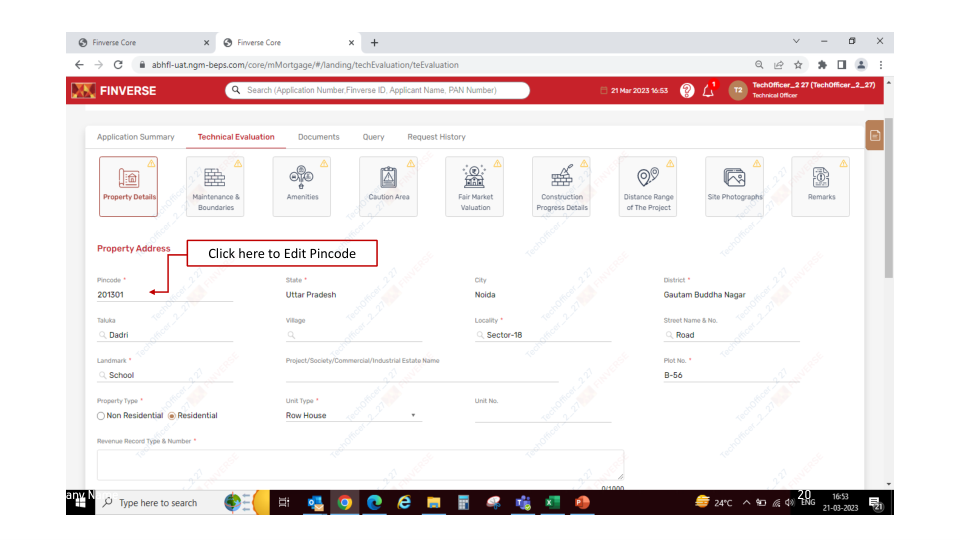 Finverse Core
Finverse Core
abhfl-uat.ngm-beps.com/core/mMortgage/#/landing/techEvaluation/teEvaluation
FINVERSE
Search (Application Number,Finverse ID, Applicant Name, PAN Number)
21 Mar 2023 16:53
1
T2
TechOfficer_2 27 (TechOfficer_2_27)
Technical Officer
Application Summary
Technical Evaluation
Documents
Query
Request History
Property Details
Maintenance &
Boundaries
Amenities
Caution Area
Fair Market
Valuation
Construction
Progress Details
Distance Range
of The Project
Site Photographs
Remarks
Property Address
Click here to Edit Pincode
Pincode *
State *
City
District *
201301
Uttar Pradesh
Noida
Gautam Buddha Nagar
Taluka
Village
Locality *
Street Name & No.
Dadri
Sector-18
Road
Landmark *
Project/Society/Commercial/Industrial Estate Name
Plot No. *
School
B-56
Property Type *
Unit Type *
Unit No.
Non Residential
Residential
Row House
Revenue Record Type & Number *
0/1000
any N
Type here to search
24°C
ENG
20
16:53
21-03-2023
21